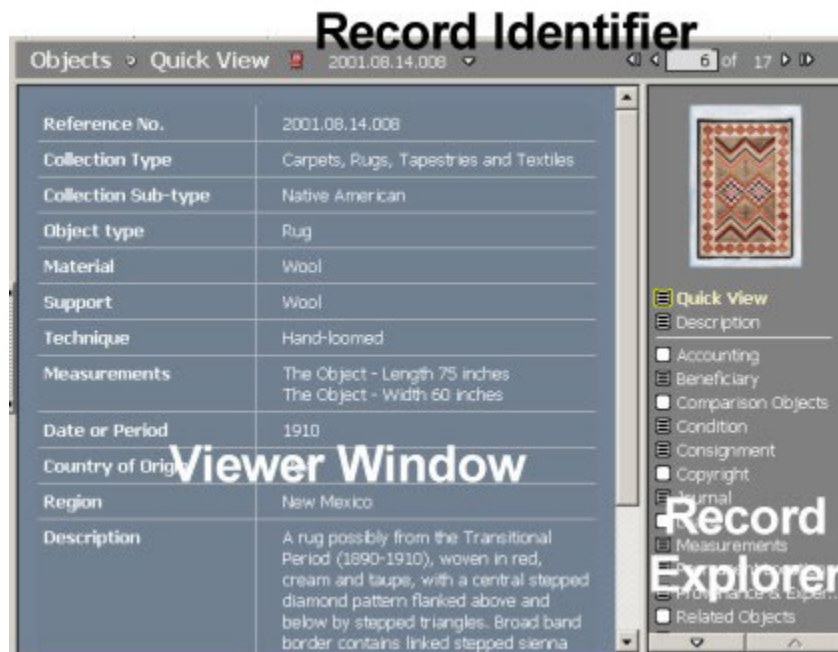 Record Identifier
Objects Quick View 2001.08.14.008 6 of 17
Reference No. 2001.08.14.008
Collection Type Carpets, Rugs, Tapestries and Textiles
Collection Sub-type Native American
Object type Rug
Material Wool
Support Wool
Technique Hand-loomed
Measurements The Object - Length 75 inches
The Object - Width 60 inches
Date or Period 1910
Country of Origin
Viewer Window
Region New Mexico
Description A rug possibly from the Transitional
Period (1890-1910), woven in red,
cream and taupe, with a central stepped
diamond pattern flanked above and
below by stepped triangles. Broad band
border contains linked stepped sienna
Quick View
Description
Accounting
Beneficiary
Comparison Objects
Condition
Consignment
Copyright
Journal
Record
Measurements
Explorer
Provenance & Exper...
Related Objects